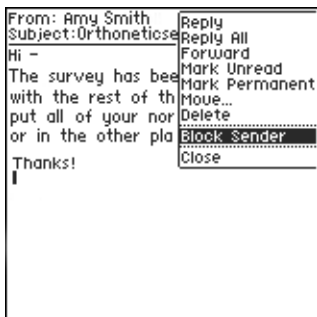 From: Amy Smith
Subject:Orthoneticse
Hi -
The survey has bee
with the rest of th
put all of your nor
or in the other pla
Thanks!
Reply
Reply All
Forward
Mark Unread
Mark Permanent
Move...
Delete
Block Sender
Close